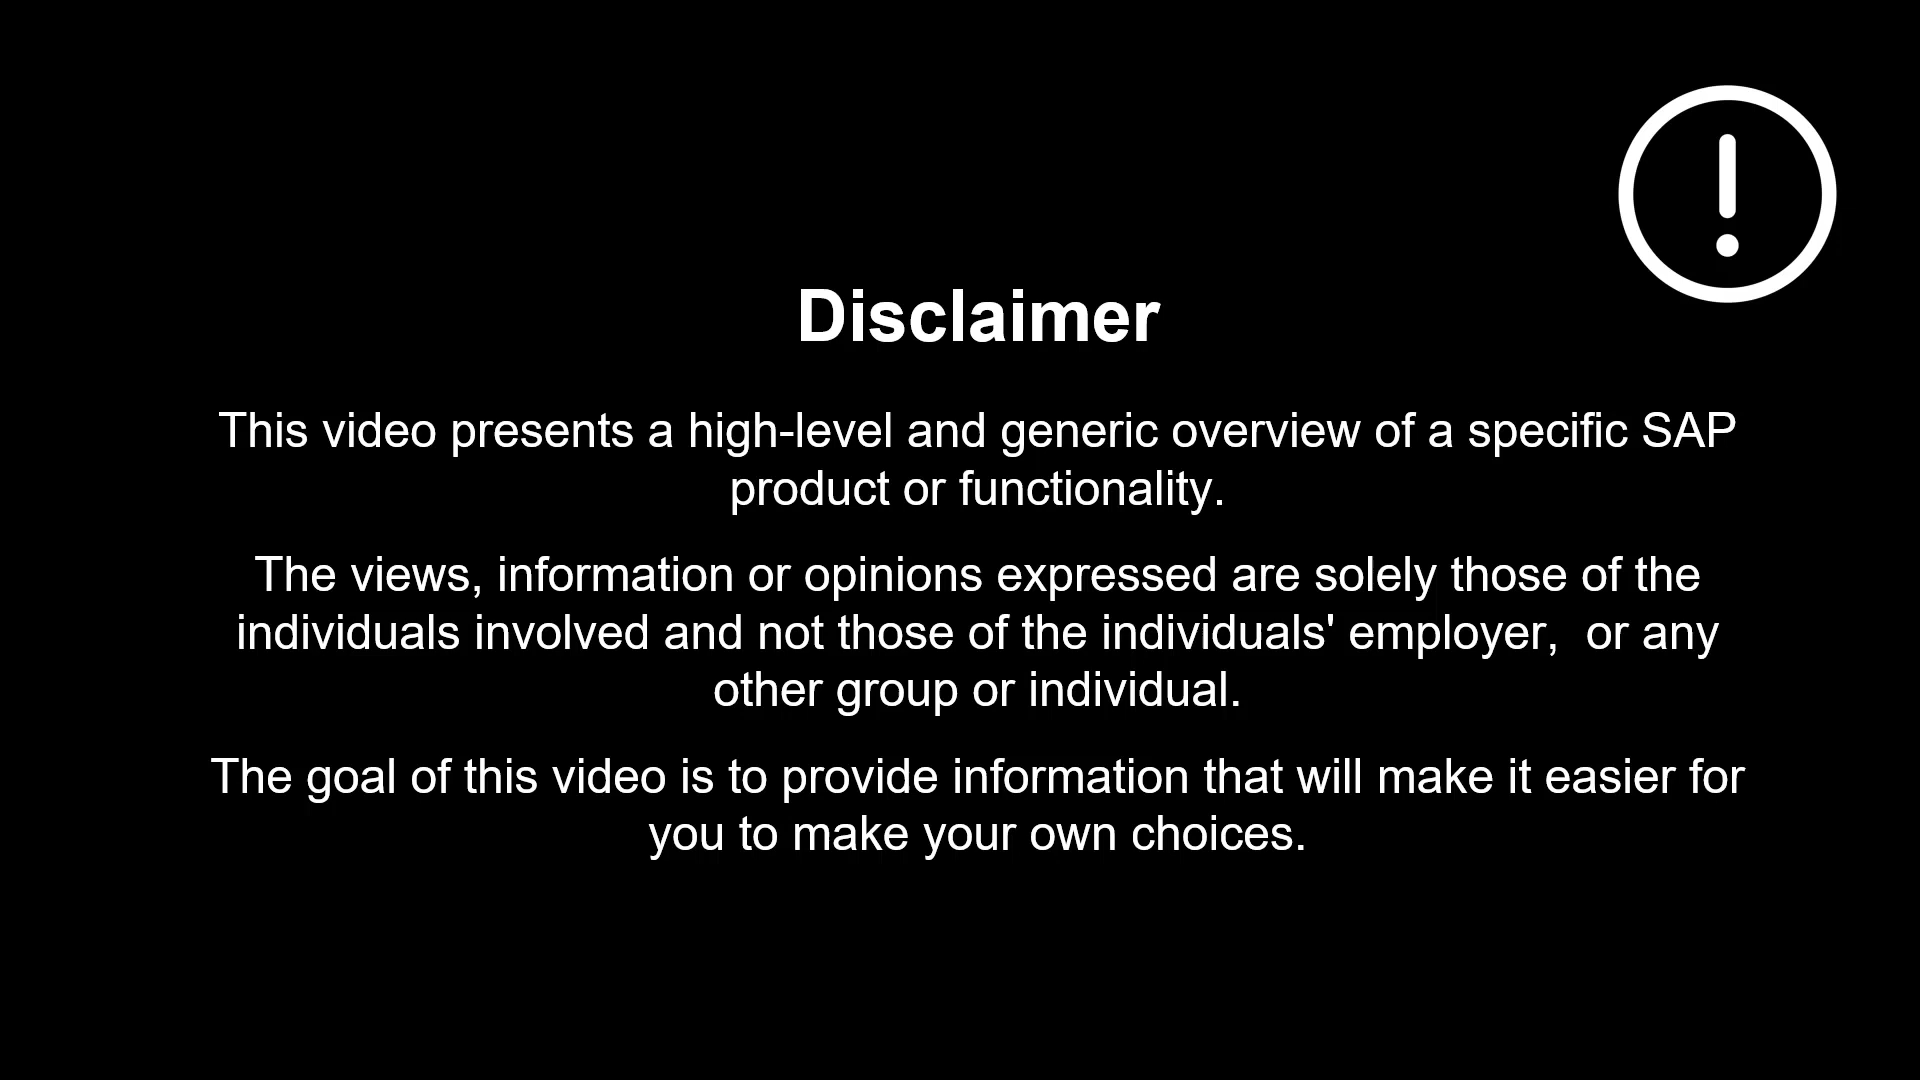 Disclaimer
This video presents a high-level and generic overview of a specific SAP
product or functionality.
The views, information or opinions expressed are solely those of the
individuals involved and not those of the individuals' employer,  or any
other group or individual.
The goal of this video is to provide information that will make it easier for
you to make your own choices.